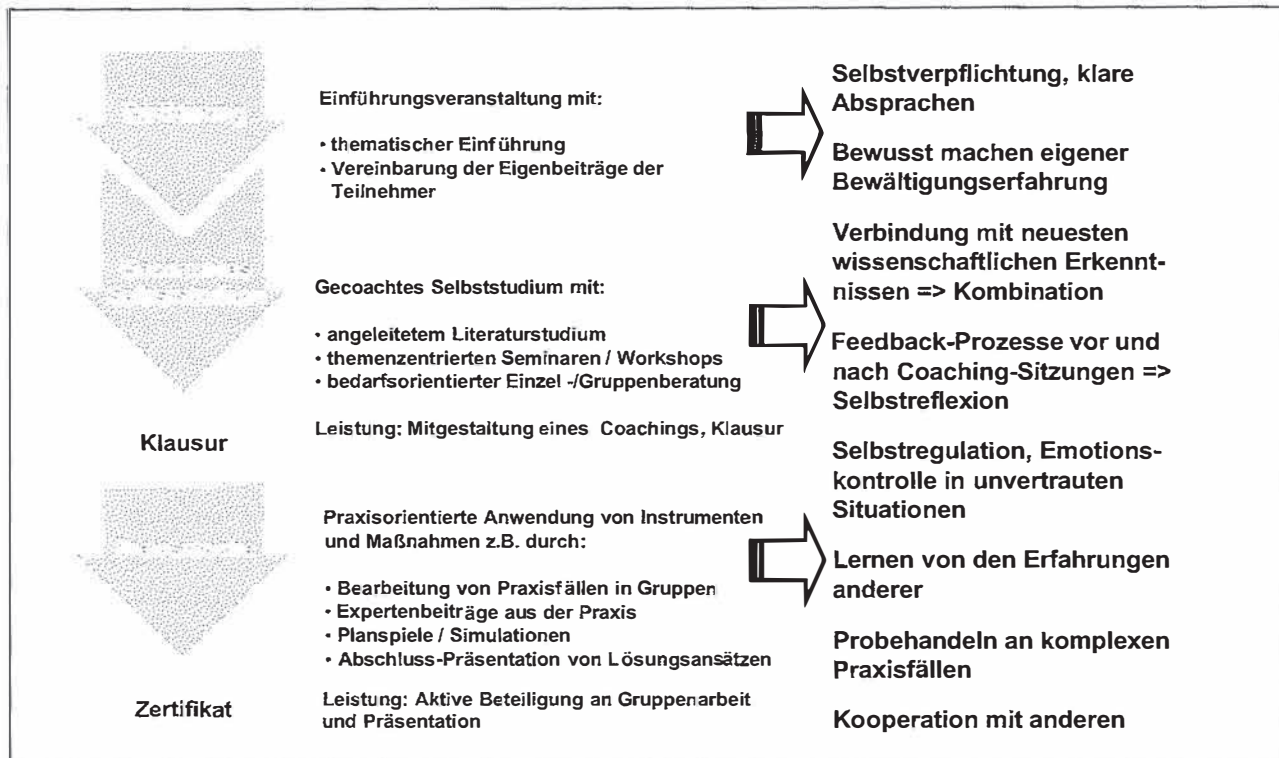 Einführungsveranstaltung mit:
• thematischer Einführung
• Vereinbarung der Eigenbeiträge der
Teilnehmer
Gecoachtes Selbststudium mit:
• angeleitetem Literaturstudium
• themenzentrierten Seminaren / Workshops
• bedarfsorientierter Einzel -/Gruppenberatung
Klausur
Leistung: Mitgestaltung eines Coachings, Klausur
Praxisorientierte Anwendung von Instrumenten
und Maßnahmen z.B. durch:
• Bearbeitung von Praxisfällen in Gruppen
• Expertenbeiträge aus der Praxis
• Planspiele / Simulationen
• Abschluss-Präsentation von Lösungsansätzen
Zertifikat
Leistung: Aktive Beteiligung an Gruppenarbeit
und Präsentation
Selbstverpflichtung, klare
Absprachen
Bewusst machen eigener
Bewältigungserfahrung
Verbindung mit neuesten
wissenschaftlichen Erkennt-
nissen => Kombination
Feedback-Prozesse vor und
nach Coaching-Sitzungen =>
Selbstreflexion
Selbstregulation, Emotions-
kontrolle in unvertrauten
Situationen
Lernen von den Erfahrungen
anderer
Probehandeln an komplexen
Praxisfällen
Kooperation mit anderen